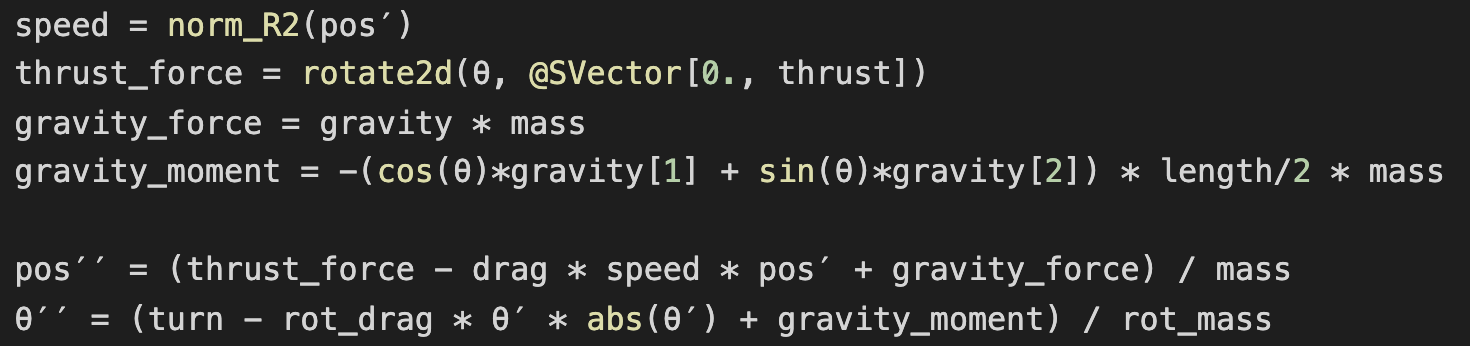 speed = norm_R2(pos′)
thrust_force = rotate2d(θ, @SVector[0., thrust])
gravity_force = gravity * mass
gravity_moment = -(cos(θ)*gravity[1] + sin(θ)*gravity[2]) * length/2 * mass
pos′′ = (thrust_force - drag * speed * pos′ + gravity_force) / mass
θ′′ = (turn - rot_drag * θ′ * abs(θ′) + gravity_moment) / rot_mass